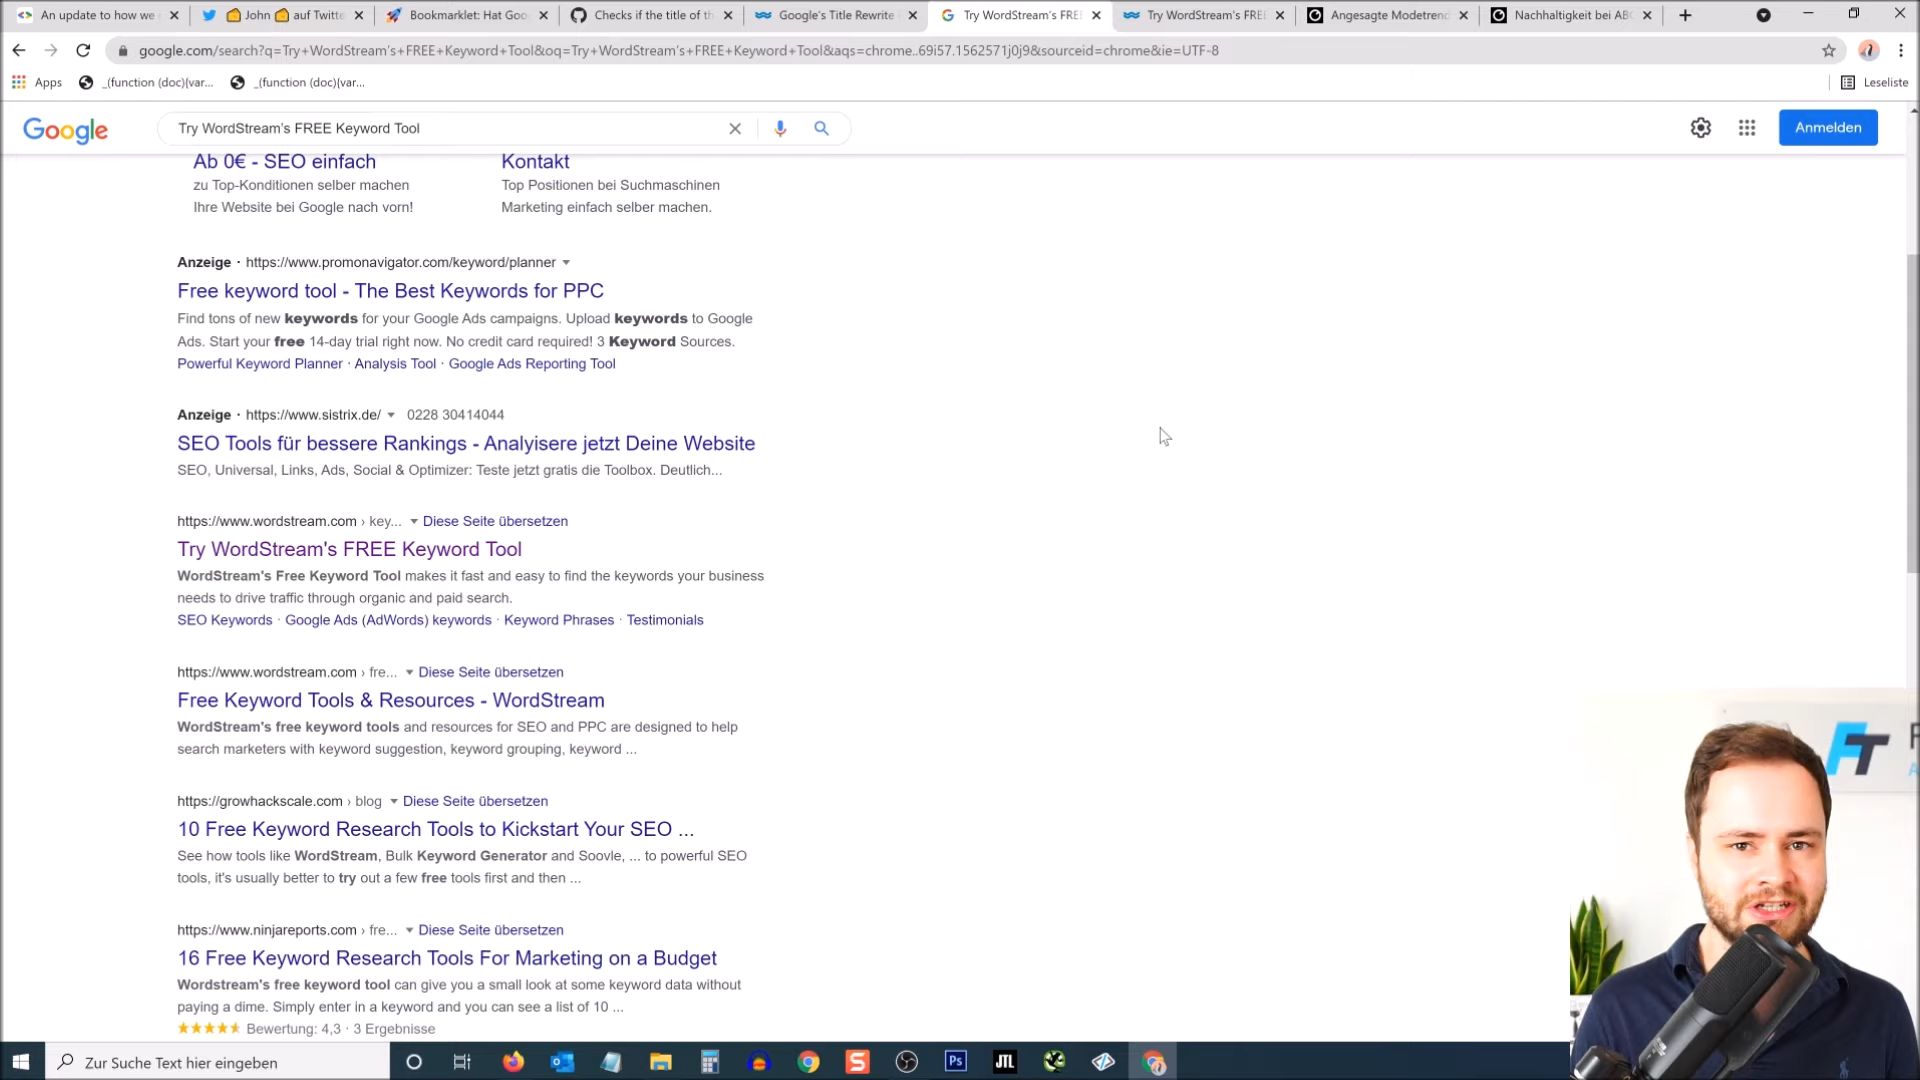 An update to how we
John auf Twitte
Bookmarklet: Hat Goo
Checks if the title of th
Google's Title Rewrite
Try WordStream's FREE
Try WordStream's FREE
Angesagte Modetrend
Nachhaltigkeit bei AB
google.com/search?q=Try+WordStream's+FREE+Keyword+Tool&oq=Try+WordStream's+FREE+Keyword+Tool&aqs=chrome..69i57.1562571j0j9&sourceid=chrome&ie=UTF-8
Apps
_(function (doc){var...
_(function (doc){var...
Leseliste
Google
Try WordStream's FREE Keyword Tool
Anmelden
Ab 0€ - SEO einfach
zu Top-Konditionen selber machen
Ihre Website bei Google nach vorn!
Kontakt
Top Positionen bei Suchmaschinen
Marketing einfach selber machen.
Anzeige · https://www.promonavigator.com/keyword/planner
Free keyword tool - The Best Keywords for PPC
Find tons of new keywords for your Google Ads campaigns. Upload keywords to Google
Ads. Start your free 14-day trial right now. No credit card required! 3 Keyword Sources.
Powerful Keyword Planner · Analysis Tool · Google Ads Reporting Tool
Anzeige · https://www.sistrix.de/ 0228 30414044
SEO Tools für bessere Rankings - Analyisere jetzt Deine Website
SEO, Universal, Links, Ads, Social & Optimizer: Teste jetzt gratis die Toolbox. Deutlich...
https://www.wordstream.com › key... Diese Seite übersetzen
Try WordStream's FREE Keyword Tool
WordStream's Free Keyword Tool makes it fast and easy to find the keywords your business
needs to drive traffic through organic and paid search.
SEO Keywords · Google Ads (AdWords) keywords · Keyword Phrases · Testimonials
https://www.wordstream.com › fre... Diese Seite übersetzen
Free Keyword Tools & Resources - WordStream
WordStream's free keyword tools and resources for SEO and PPC are designed to help
search marketers with keyword suggestion, keyword grouping, keyword ...
https://growhackscale.com › blog Diese Seite übersetzen
10 Free Keyword Research Tools to Kickstart Your SEO ...
See how tools like WordStream, Bulk Keyword Generator and Soovle, ... to powerful SEO
tools, it's usually better to try out a few free tools first and then ...
https://www.ninjareports.com › fre... Diese Seite übersetzen
16 Free Keyword Research Tools For Marketing on a Budget
Wordstream's free keyword tool can give you a small look at some keyword data without
paying a dime. Simply enter in a keyword and you can see a list of 10 ...
Bewertung: 4,3 · 3 Ergebnisse
FT
Zur Suche Text hier eingeben
Ps
JTL